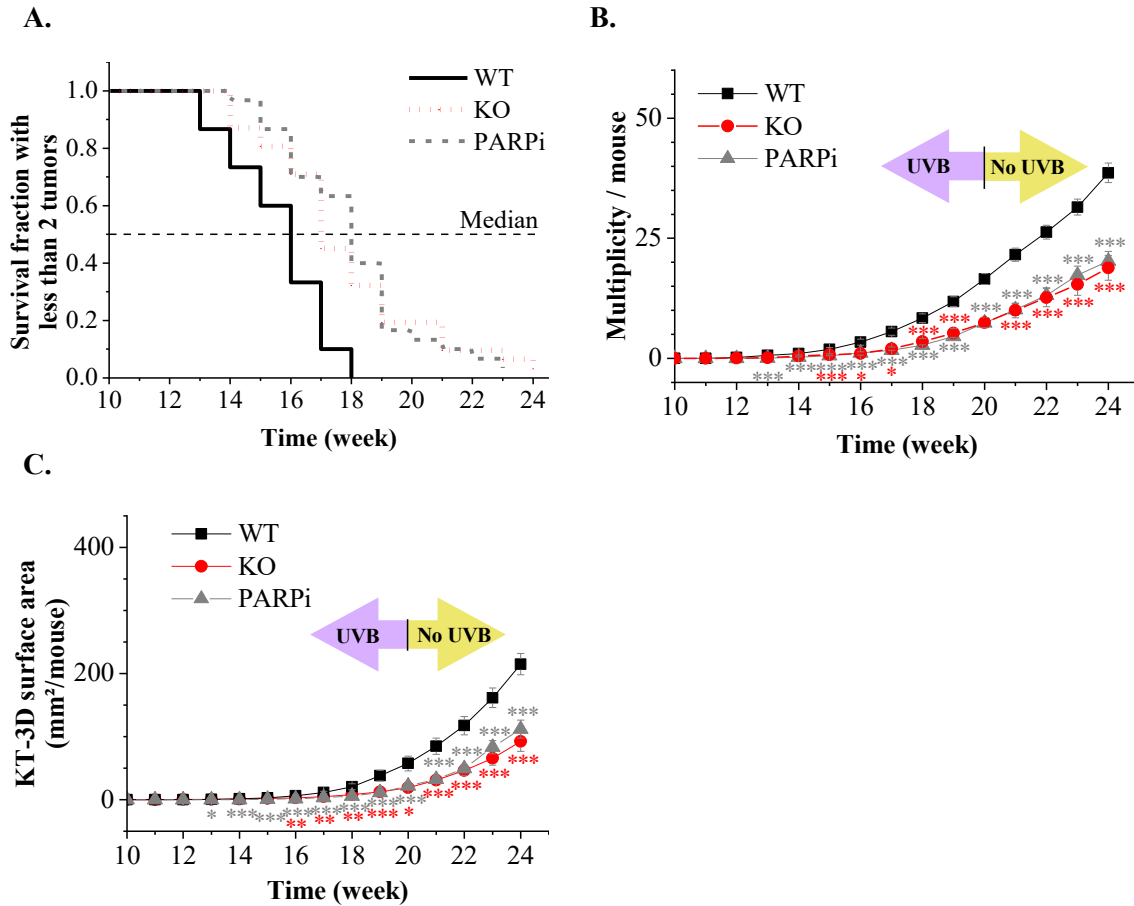 A.
Survival fraction with
less than 2 tumors
1.0
0.8
0.6
0.4
0.2
0.0
WT
KO
PARPi
Median
10 12 14 16 18 20 22 24
Time (week)
B.
Multiplicity / mouse
50
25
0
WT
KO
PARPi
UVB No UVB
*** *** *** *** ***
*** *** *** *** *** ***
*** *** *** *** *** *** ***
*** * *
10 12 14 16 18 20 22 24
Time (week)
C.
KT-3D surface area
(mm²/mouse)
400
200
0
WT
KO
PARPi
UVB No UVB
*** *** *** ***
* *** *** *** *** *** *** *** ***
** ** ** *** * *** *** *** ***
10 12 14 16 18 20 22 24
Time (week)